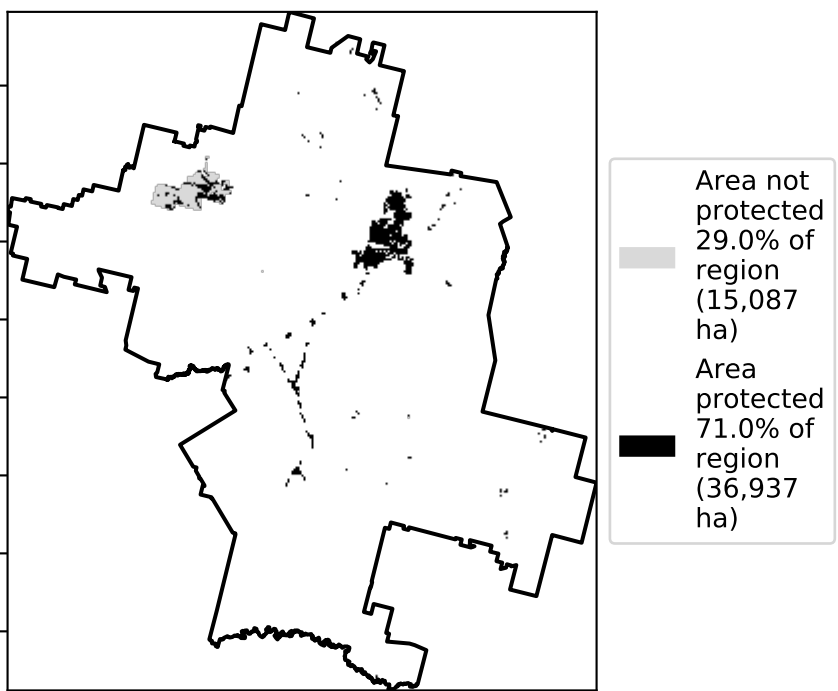 Area not
protected
29.0% of
region
(15,087
ha)
Area
protected
71.0% of
region
(36,937
ha)